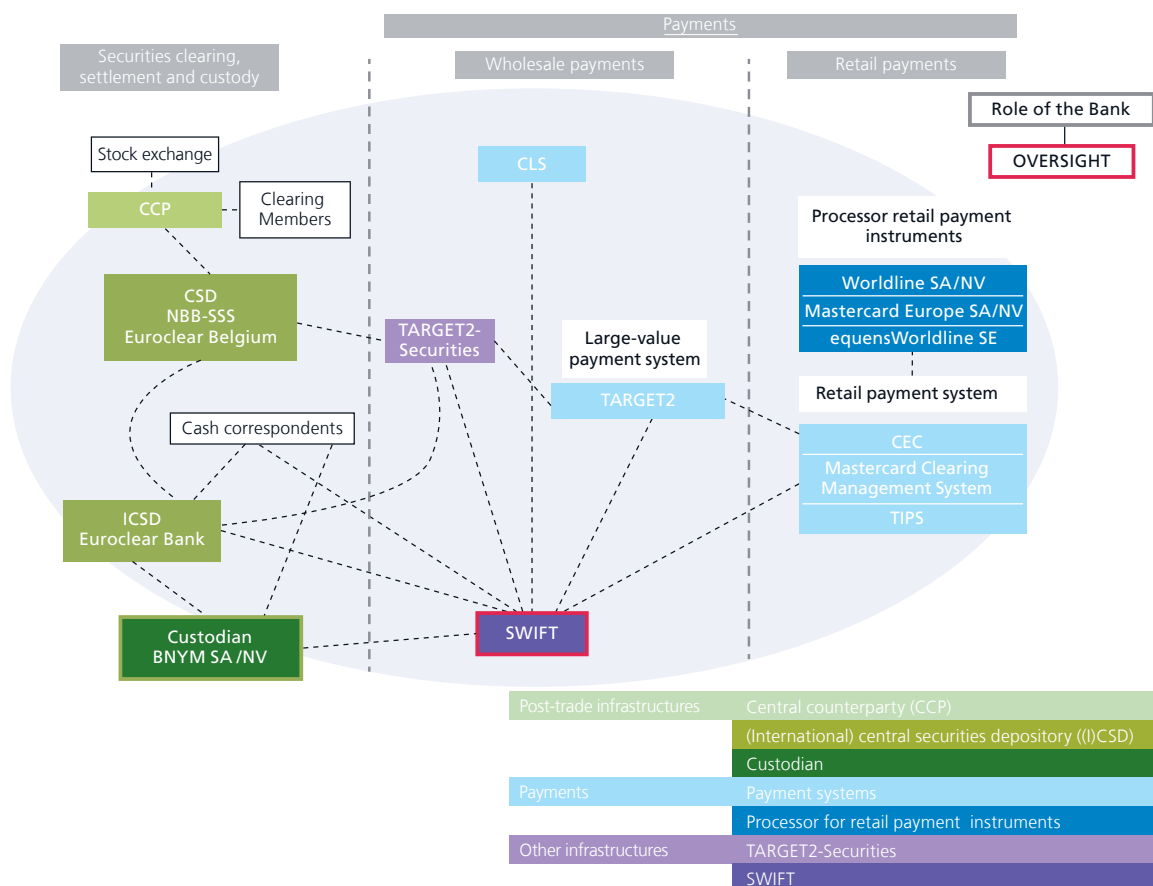 Payments
Securities clearing,
settlement and custody
Wholesale payments
Retail payments
Role of the Bank
OVERSIGHT
Stock exchange
CCP
Clearing
Members
CLS
Processor retail payment
instruments
Worldline SA/NV
Mastercard Europe SA/NV
equensWorldline SE
CSD
NBB-SSS
Euroclear Belgium
TARGET2-
Securities
Large-value
payment system
TARGET2
Retail payment system
CEC
Mastercard Clearing
Management System
TIPS
Cash correspondents
ICSD
Euroclear Bank
Custodian
BNYM SA /NV
SWIFT
Post-trade infrastructures
Central counterparty (CCP)
(International) central securities depository ((I)CSD)
Custodian
Payments
Payment systems
Processor for retail payment instruments
Other infrastructures
TARGET2-Securities
SWIFT